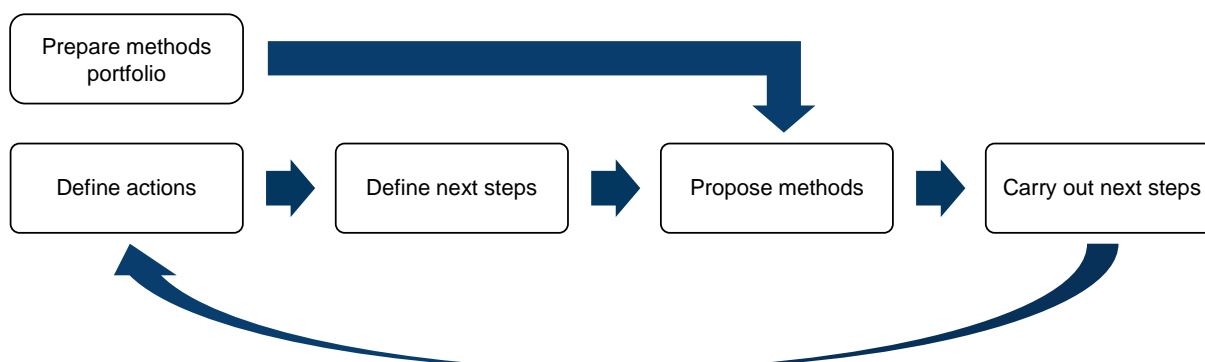 Prepare methods
portfolio
Define actions
Define next steps
Propose methods
Carry out next steps